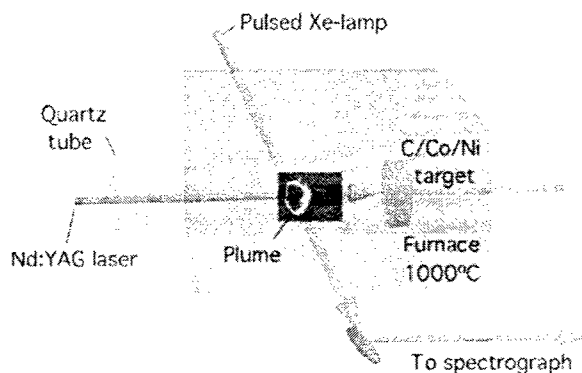 Pulsed Xe-lamp
Quartz
tube
C/Co/Ni
target
Nd:YAG laser
Plume
Furnace
1000ºC
To spectrograph